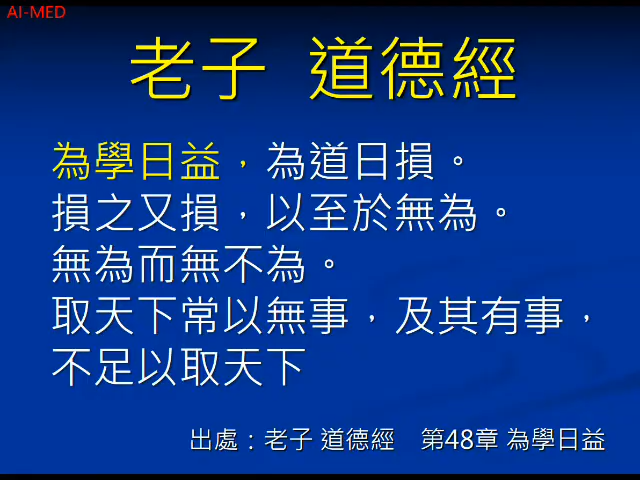 AI-MED
老子 道德經
為學日益，為道日損。
損之又損，以至於無為。
無為而無不為。
取天下常以無事，及其有事，
不足以取天下
出處：老子 道德經 第48章 為學日益